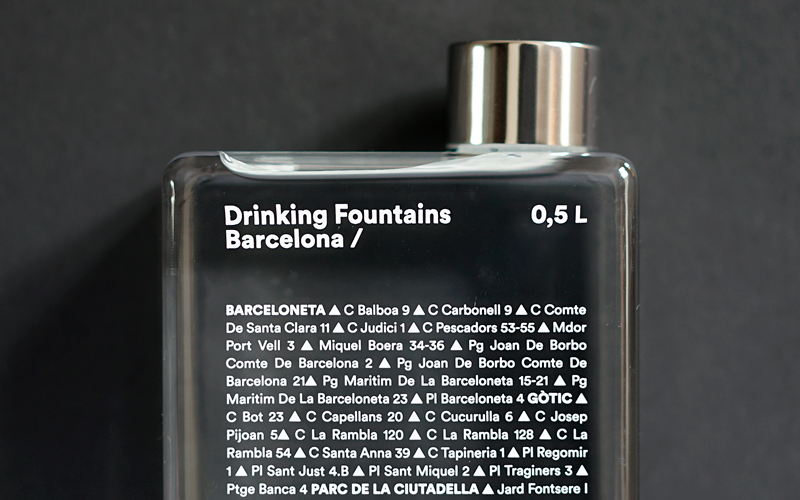 Drinking Fountains 0,5 L
Barcelona /
BARCELONETA ▲ C Balboa 9 ▲ C Carbonell 9 ▲ C Comte
De Santa Clara 11 ▲ C Judici 1 ▲ C Pescadors 53-55 ▲ Mdor
Port Vell 3 ▲ Miquel Boera 34-36 ▲ Pg Joan De Borbo
Comte De Barcelona 2 ▲ Pg Joan De Borbo Comte De
Barcelona 21▲ Pg Maritim De La Barceloneta 15-21 ▲ Pg
Maritim De La Barceloneta 23 ▲ Pl Barceloneta 4 GÒTIC ▲
C Bot 23 ▲ C Capellans 20 ▲ C Cucurulla 6 ▲ C Josep
Pijoan 5▲ C La Rambla 120 ▲ C La Rambla 128 ▲ C La
Rambla 54 ▲ C Santa Anna 39 ▲ C Tapineria 1 ▲ Pl Regomir
1 ▲ Pl Sant Just 4.B ▲ Pl Sant Miquel 2 ▲ Pl Traginers 3 ▲
Ptge Banca 4 PARC DE LA CIUTADELLA ▲ Jard Fontsere I